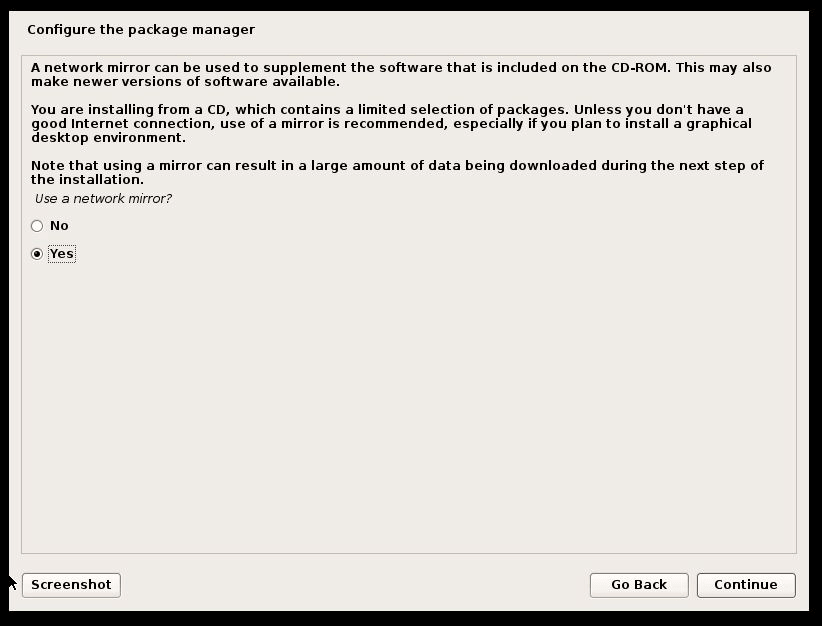 Configure the package manager
A network mirror can be used to supplement the software that is included on the CD-ROM. This may also
make newer versions of software available.
You are installing from a CD, which contains a limited selection of packages. Unless you don't have a
good Internet connection, use of a mirror is recommended, especially if you plan to install a graphical
desktop environment.
Note that using a mirror can result in a large amount of data being downloaded during the next step of
the installation.
Use a network mirror?
No
Yes
Screenshot Go Back Continue